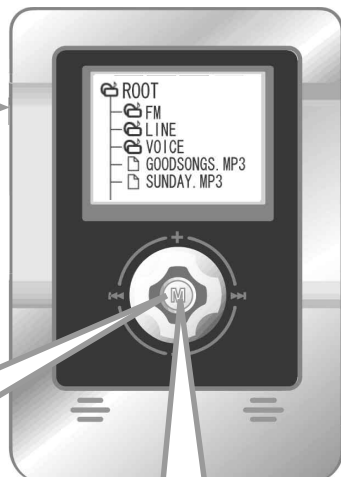 ROOT
FM
LINE
VOICE
GOODSONGS.MP3
SUNDAY.MP3
M